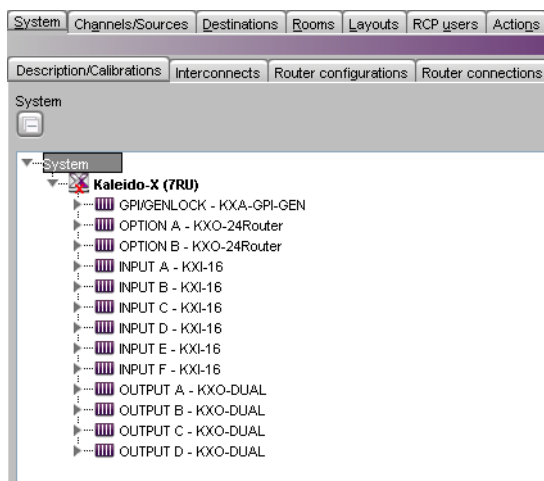 System Channels/Sources Destinations Rooms Layouts RCP users Actions
Description/Calibrations Interconnects Router configurations Router connections
System
System
Kaleido-X (7RU)
GPI/GENLOCK - KXA-GPI-GEN
OPTION A - KXO-24Router
OPTION B - KXO-24Router
INPUT A - KXI-16
INPUT B - KXI-16
INPUT C - KXI-16
INPUT D - KXI-16
INPUT E - KXI-16
INPUT F - KXI-16
OUTPUT A - KXO-DUAL
OUTPUT B - KXO-DUAL
OUTPUT C - KXO-DUAL
OUTPUT D - KXO-DUAL